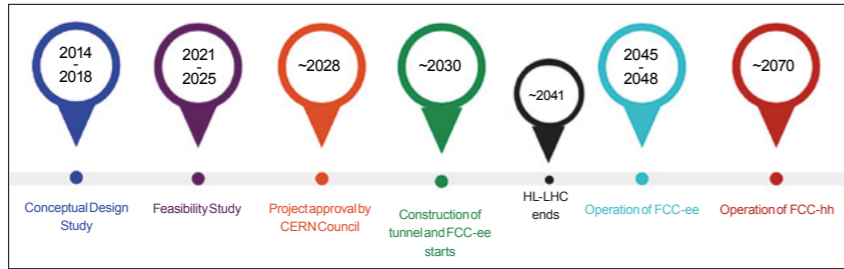 2014
-
2018
2021
-
2025
~2028
~2030
~2041
2045
-
2048
~2070
Conceptual Design
Study
Feasibility Study
Project approval by
CERN Council
Construction of
tunnel and FCC-ee
starts
HL-LHC
ends
Operation of FCC-ee
Operation of FCC-hh